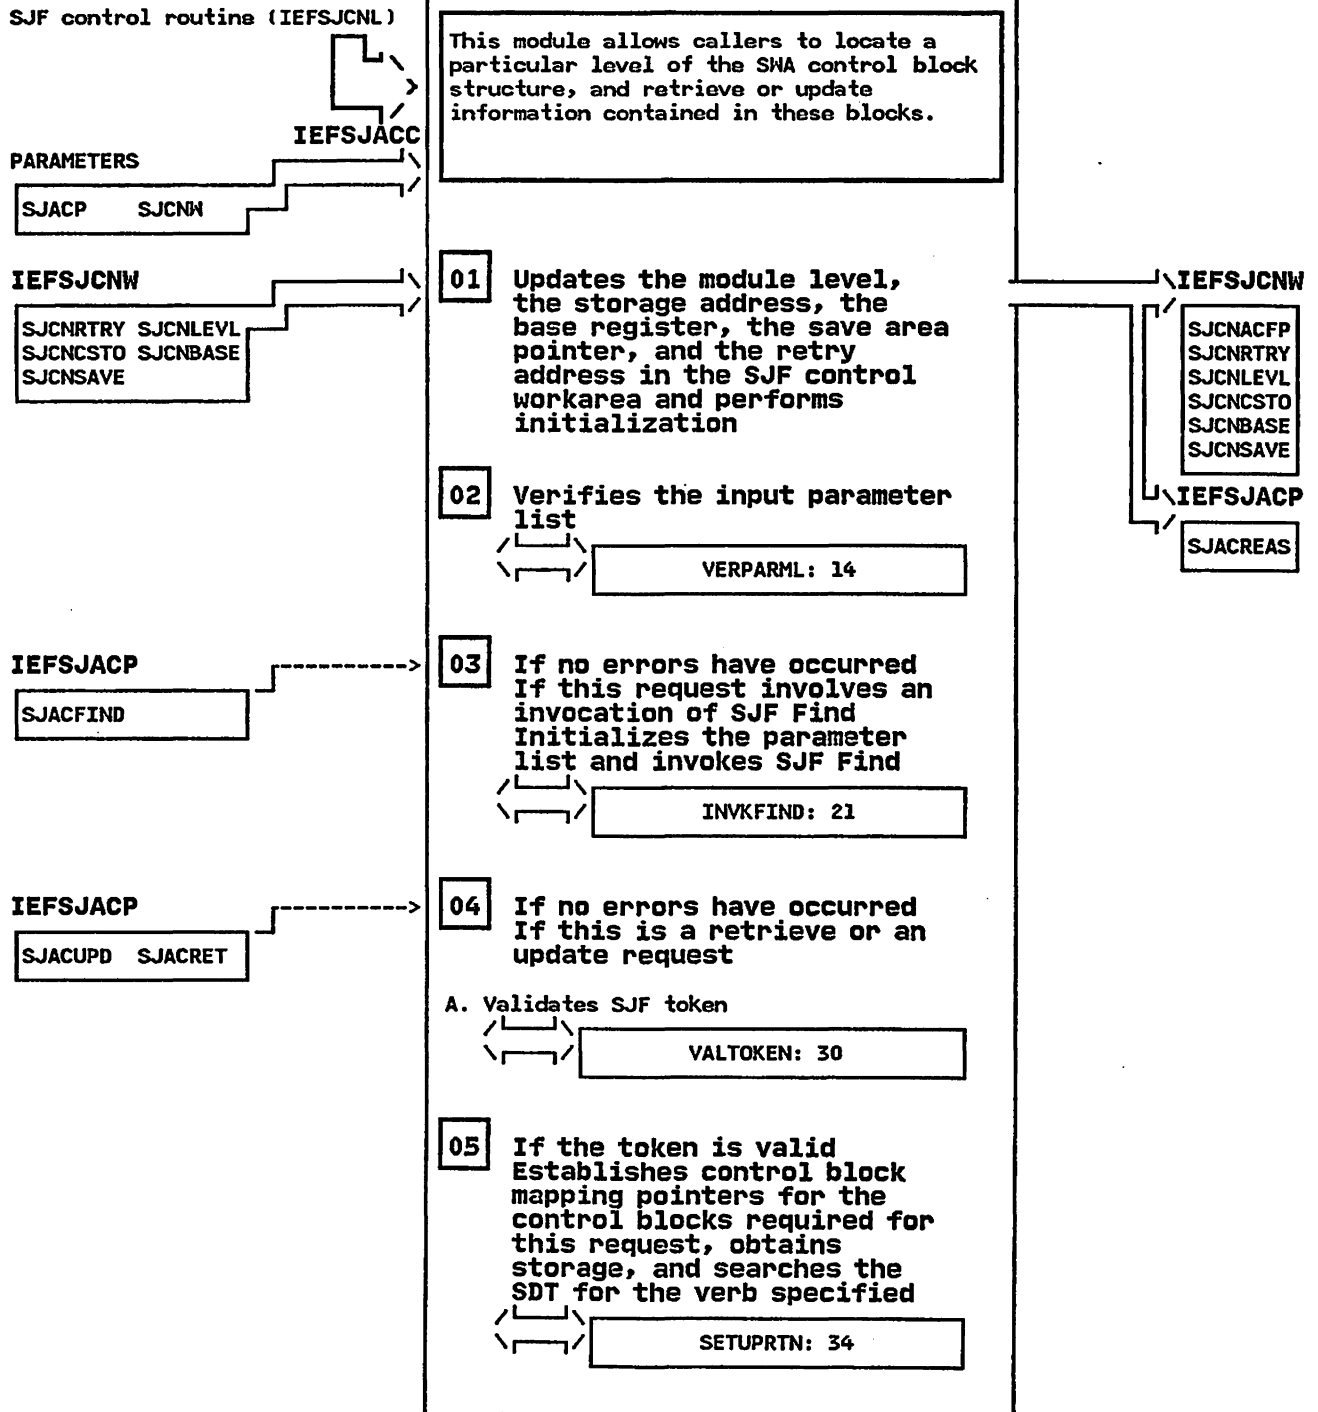 SJF control routine (IEFSJCNL)
This module allows callers to locate a
particular level of the SWA control block
structure, and retrieve or update
information contained in these blocks.
IEFSJACC
PARAMETERS
SJACP SJCNW
IEFSJCNW
SJCNRTRY SJCNLEVL
SJCNCSTO SJCNBASE
SJCNSAVE
01 Updates the module level,
the storage address, the
base register, the save area
pointer, and the retry
address in the SJF control
workarea and performs
initialization
IEFSJCNW
SJCNACFP
SJCNRTRY
SJCNLEVL
SJCNCSTO
SJCNBASE
SJCNSAVE
IEFSJACP
SJACREAS
02 Verifies the input parameter
list
VERPARML: 14
IEFSJACP
SJACFIND
03 If no errors have occurred
If this request involves an
invocation of SJF Find
Initializes the parameter
list and invokes SJF Find
INVKFIND: 21
IEFSJACP
SJACUPD SJACRET
04 If no errors have occurred
If this is a retrieve or an
update request
A. Validates SJF token
VALTOKEN: 30
05 If the token is valid
Establishes control block
mapping pointers for the
control blocks required for
this request, obtains
storage, and searches the
SDT for the verb specified
SETUPRTN: 34